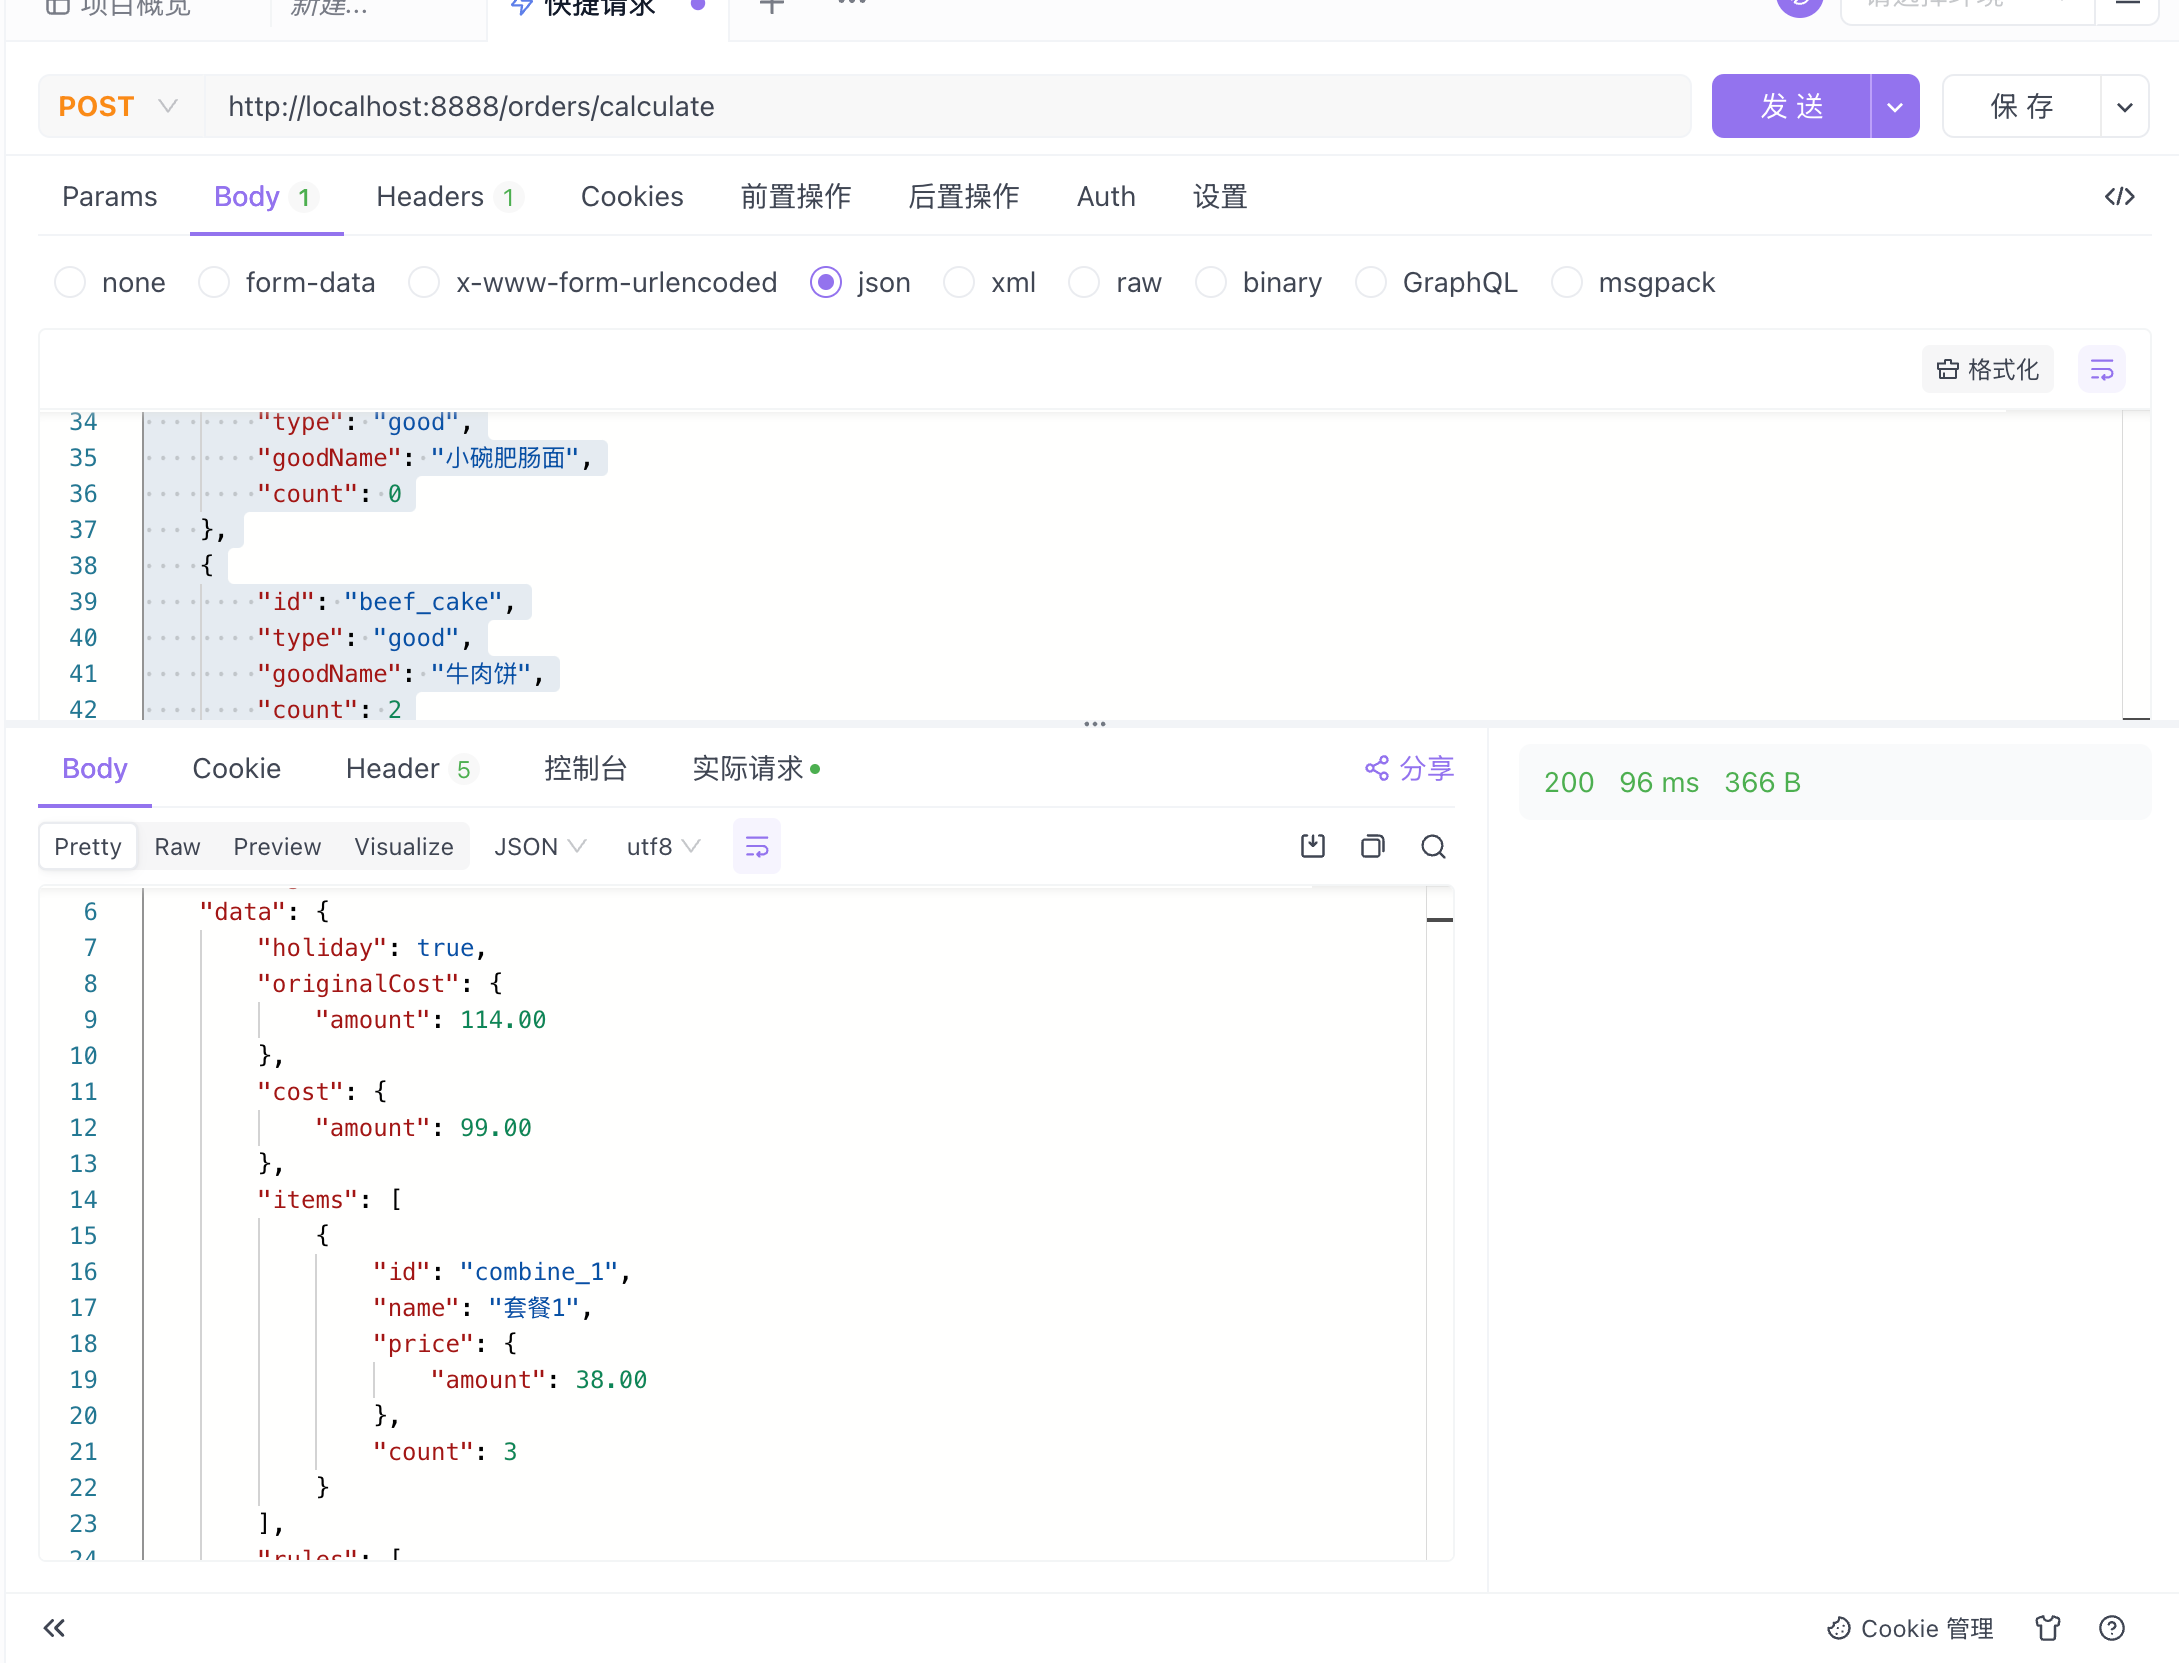 项目概览
新建...
快捷请求
请选择环境
POST
http://localhost:8888/orders/calculate
发 送
保 存
Params
Body 1
Headers 1
Cookies
前置操作
后置操作
Auth
设置
none
form-data
x-www-form-urlencoded
json
xml
raw
binary
GraphQL
msgpack
格式化
34 "type": "good",
35 "goodName": "小碗肥肠面",
36 "count": 0
37 },
38 {
39 "id": "beef_cake",
40 "type": "good",
41 "goodName": "牛肉饼",
42 "count": 2
Body
Cookie
Header 5
控制台
实际请求
分享
200 96 ms 366 B
Pretty
Raw
Preview
Visualize
JSON
utf8
6 "data": {
7 "holiday": true,
8 "originalCost": {
9 "amount": 114.00
10 },
11 "cost": {
12 "amount": 99.00
13 },
14 "items": [
15 {
16 "id": "combine_1",
17 "name": "套餐1",
18 "price": {
19 "amount": 38.00
20 },
21 "count": 3
22 }
23 ],
24 "rules": [
Cookie 管理